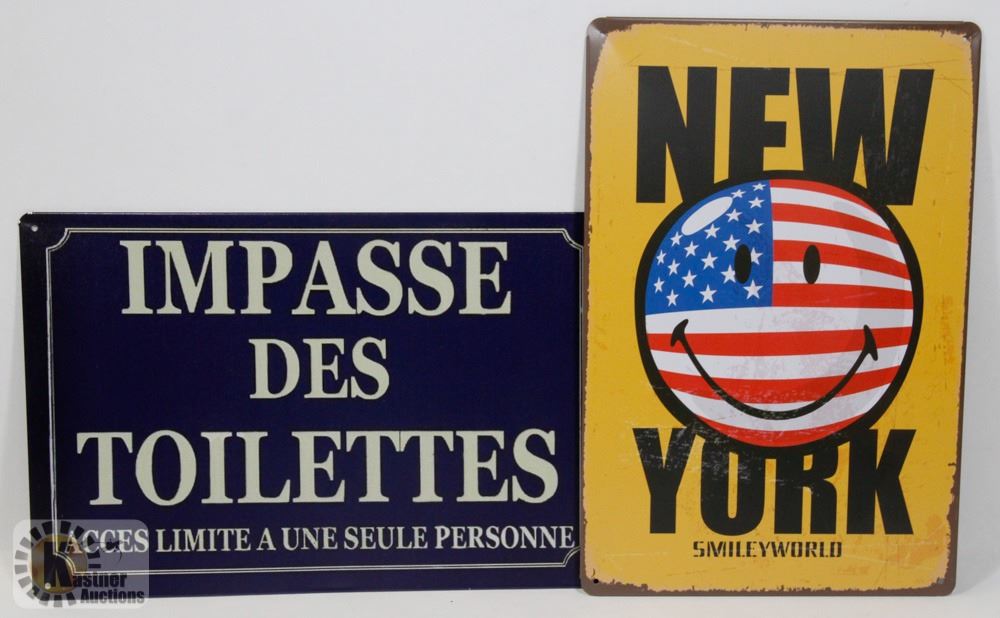 IMPASSE
DES
TOILETTES
ACCES LIMITE A UNE SEULE PERSONNE
NEW
YORK
SMILEYWORLD
Kastner
Auctions